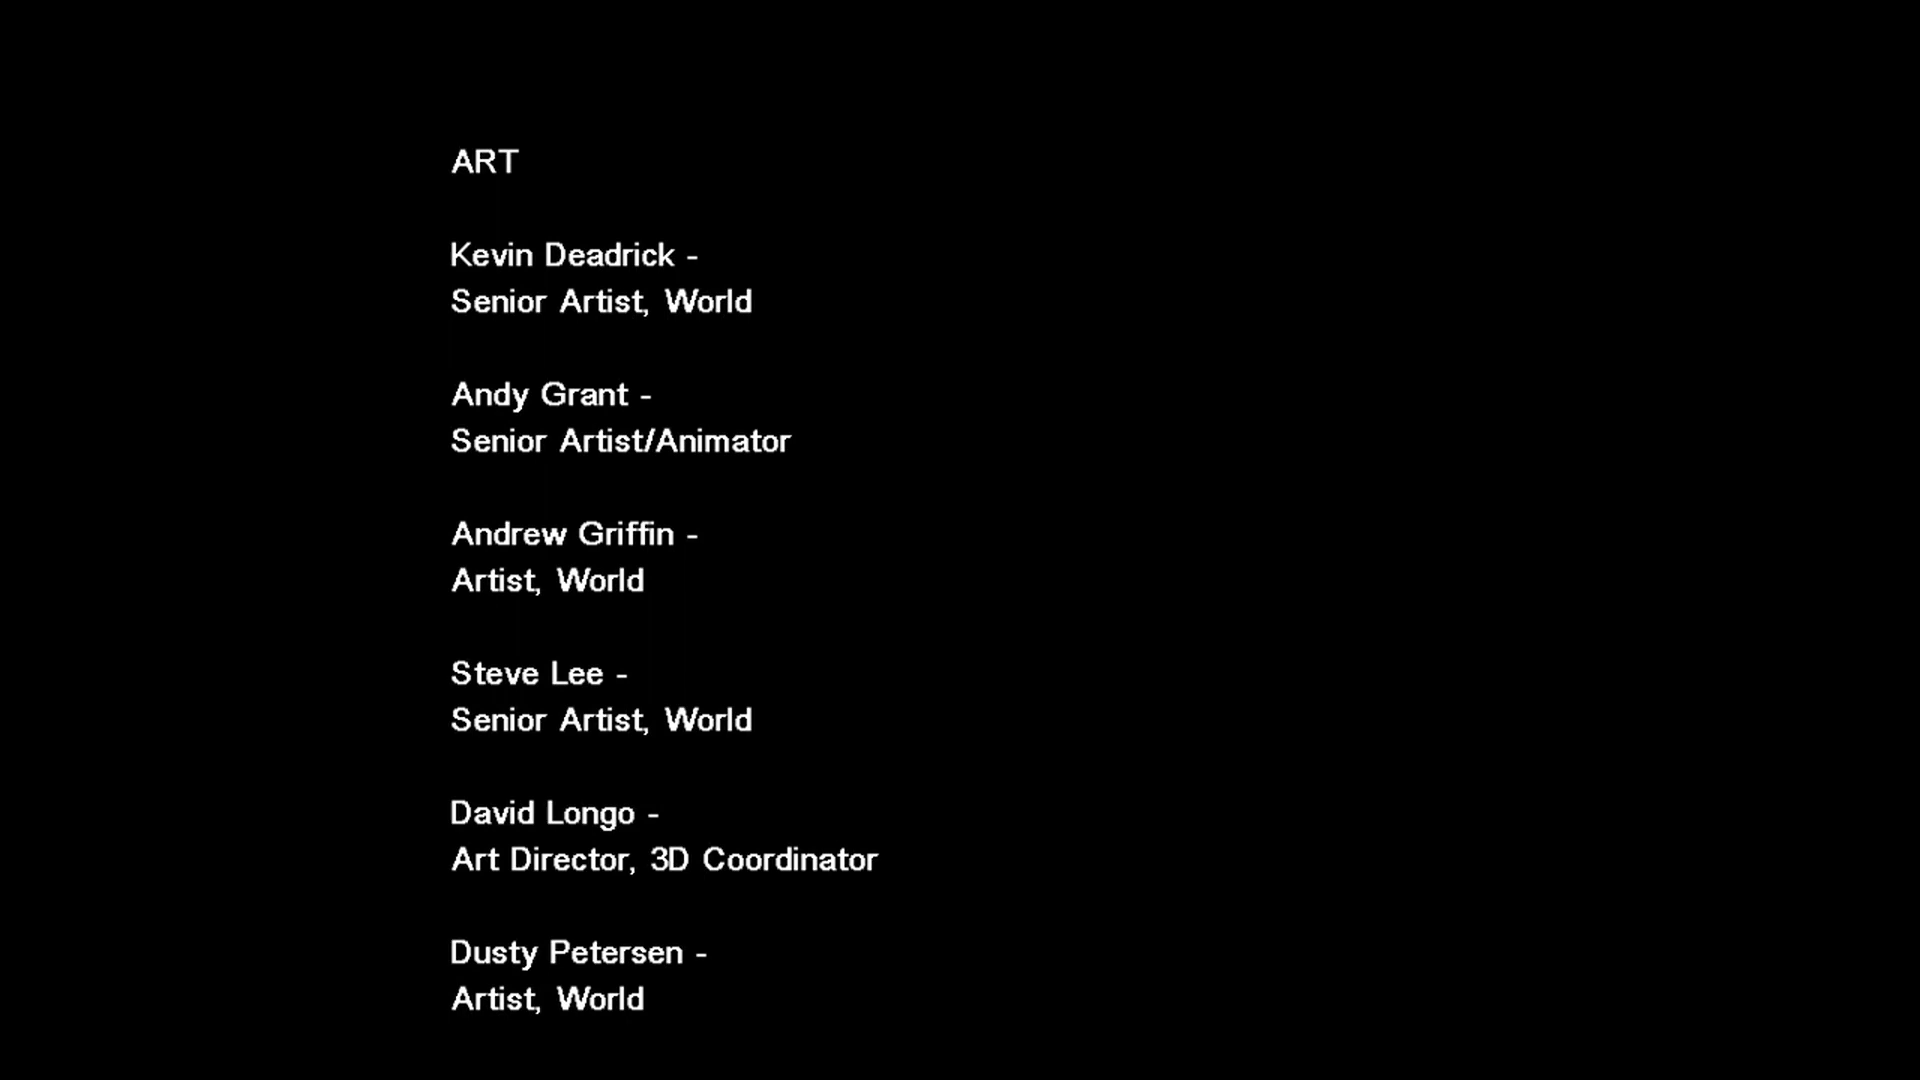 ART
Kevin Deadrick -
Senior Artist, World
Andy Grant -
Senior Artist/Animator
Andrew Griffin -
Artist, World
Steve Lee -
Senior Artist, World
David Longo -
Art Director, 3D Coordinator
Dusty Petersen -
Artist, World